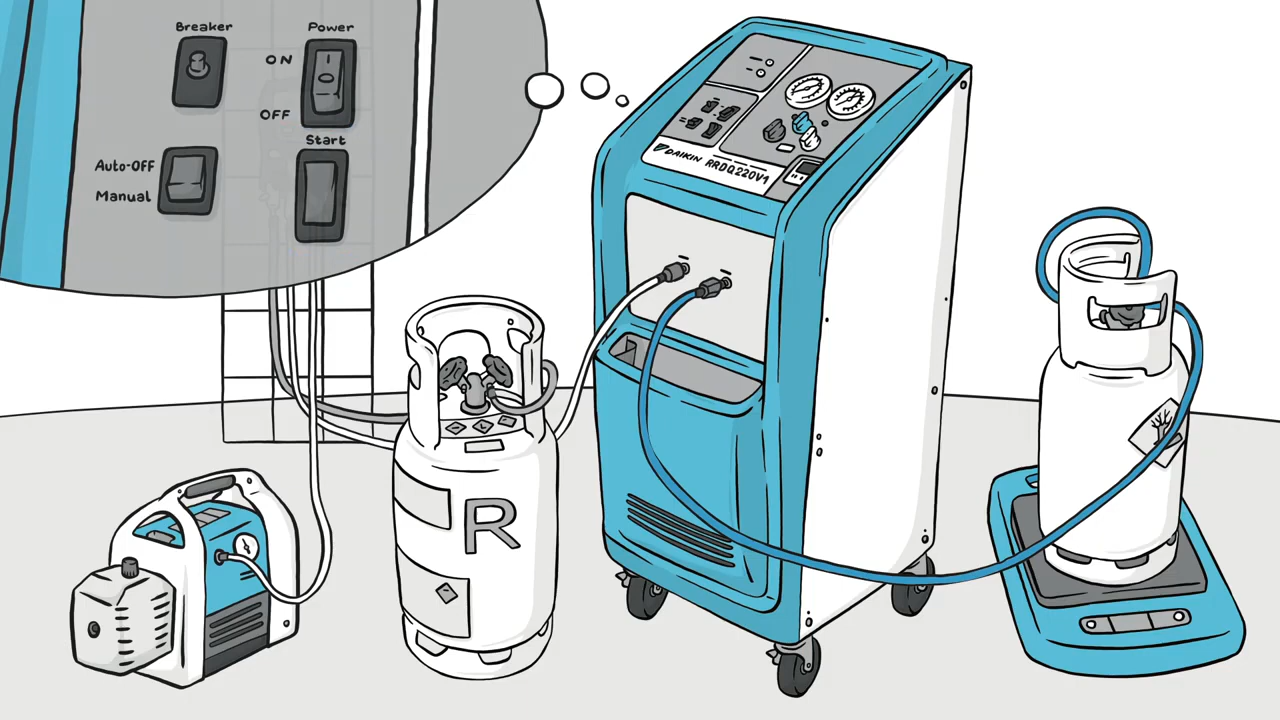 Breaker
Power
ON
OFF
Start
Auto-OFF
Manual
DAIKIN RRDQ220V1
R